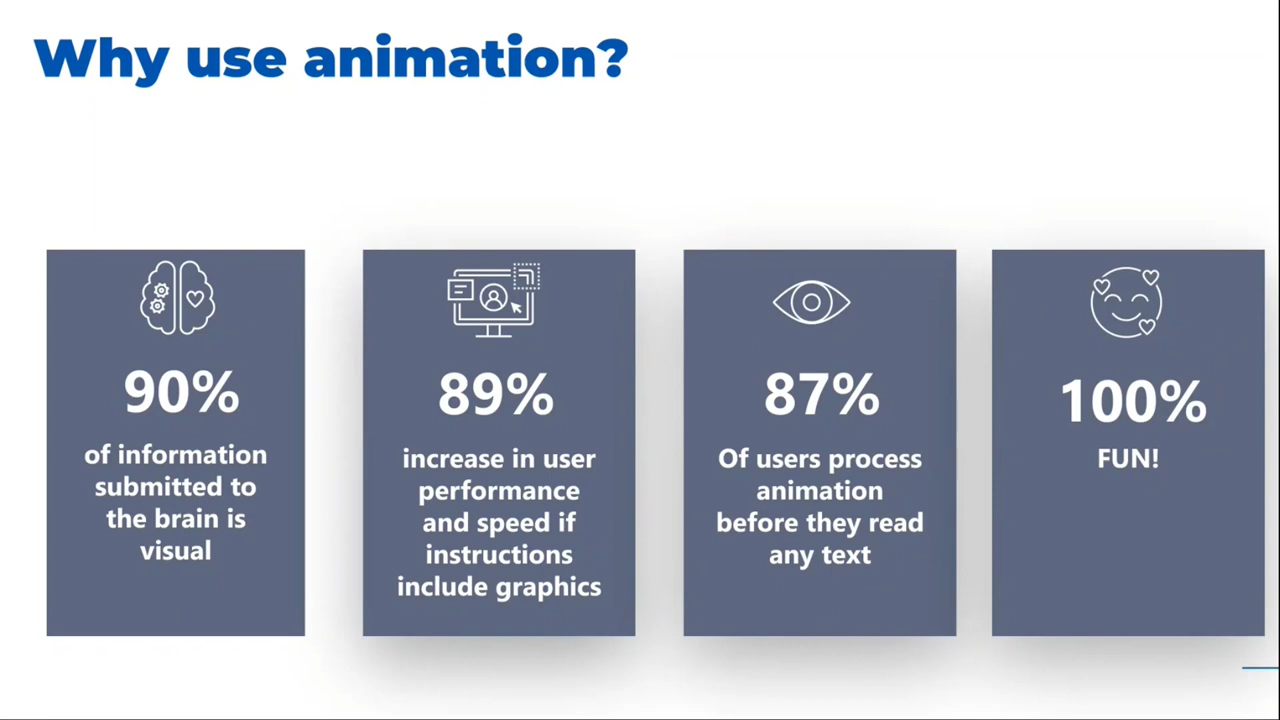 Why use animation?
90%
of information
submitted to
the brain is
visual
89%
increase in user
performance
and speed if
instructions
include graphics
87%
Of users process
animation
before they read
any text
100%
FUN!